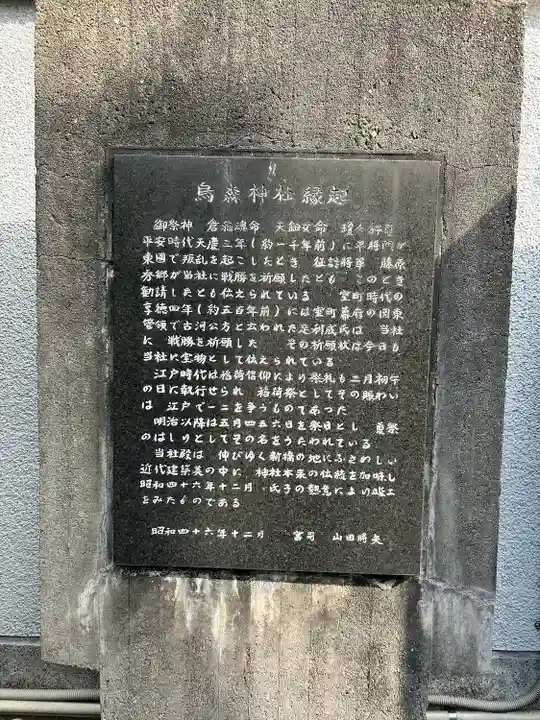 烏森神社縁起
御祭神 倉稲魂命 天鈿女命 瓊々杵尊
平安時代天慶三年(約一千年前)に平将門が
東国で叛乱を起こしたとき 征討将軍 藤原
秀郷が当社に戦勝を祈願したとも このとき
勧請したとも伝えられている 室町時代の
享徳四年(約五百年前)には室町幕府の関東
管領で古河公方と云われた足利成氏は 当社
に 戦勝を祈願した その祈願状は今日も
当社に宝物として伝えられている
江戸時代は稲荷信仰により祭礼も二月初午
の日に執行せられ 稲荷祭としてその賑わい
は 江戸で一二を争うものであった
明治以降は五月四五六日を祭日とし 夏祭
のはしりとしてその名をうたわれている
当社殿は 伸びゆく新橋の地にふさわしい
近代建築美の中に 神社本来の伝統を加味し
昭和四十六年十二月 氏子の熱意により竣工
をみたものである
昭和四十六年十二月 宮司 山田勝夫